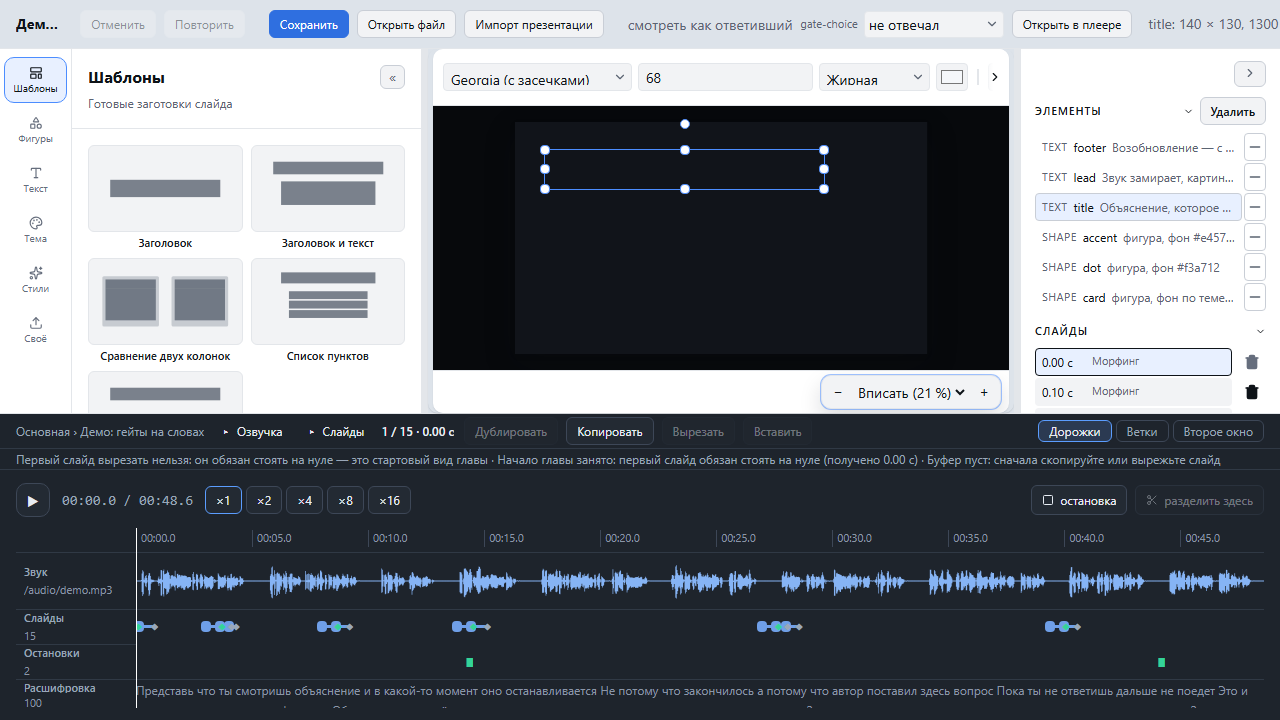 Дем...
Отменить
Повторить
Сохранить
Открыть файл
Импорт презентации
смотреть как ответивший
gate-choice
не отвечал
Открыть в плеере
title: 140 × 130, 1300
Шаблоны
Фигуры
Текст
Тема
Стили
Своё
Шаблоны
«
Готовые заготовки слайда
Заголовок
Заголовок и текст
Сравнение двух колонок
Список пунктов
Georgia (с засечками)
68
Жирная
− Вписать (21 %) +
ЭЛЕМЕНТЫ
Удалить
TEXT footer Возобновление — с ...
TEXT lead Звук замирает, картин...
TEXT title Объяснение, которое ...
SHAPE accent фигура, фон #e457...
SHAPE dot фигура, фон #f3a712
SHAPE card фигура, фон по теме...
СЛАЙДЫ
0.00 с Морфинг
0.10 с Морфинг
Основная › Демо: гейты на словах
Озвучка
Слайды
1 / 15 · 0.00 с
Дублировать
Копировать
Вырезать
Вставить
Дорожки
Ветки
Второе окно
Первый слайд вырезать нельзя: он обязан стоять на нуле — это стартовый вид главы · Начало главы занято: первый слайд обязан стоять на нуле (получено 0.00 с) · Буфер пуст: сначала скопируйте или вырежьте слайд
00:00.0 / 00:48.6
×1
×2
×4
×8
×16
остановка
разделить здесь
00:00.0
00:05.0
00:10.0
00:15.0
00:20.0
00:25.0
00:30.0
00:35.0
00:40.0
00:45.0
Звук
/audio/demo.mp3
Слайды
15
Остановки
2
Расшифровка
100
Представь что ты смотришь объяснение и в какой-то момент оно останавливается Не потому что закончилось а потому что автор поставил здесь вопрос Пока ты не ответишь дальше не поедет Это и